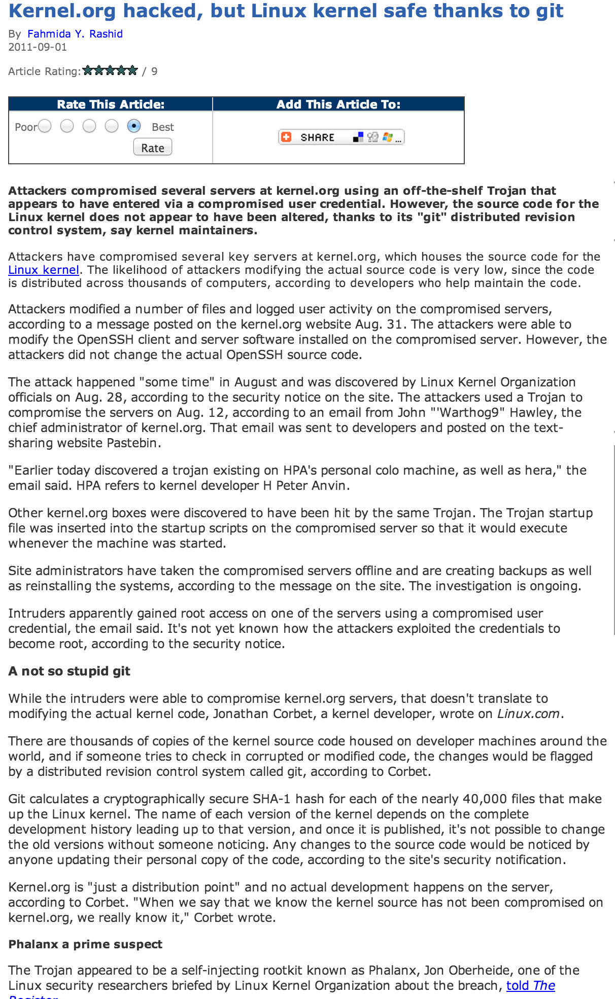 Kernel.org hacked, but Linux kernel safe thanks to git
By Fahmida Y. Rashid
2011-09-01
Article Rating: / 9
Rate This Article:
Add This Article To:
Poor Best
Rate
SHARE ...
Attackers compromised several servers at kernel.org using an off-the-shelf Trojan that
appears to have entered via a compromised user credential. However, the source code for the
Linux kernel does not appear to have been altered, thanks to its "git" distributed revision
control system, say kernel maintainers.
Attackers have compromised several key servers at kernel.org, which houses the source code for the
Linux kernel. The likelihood of attackers modifying the actual source code is very low, since the code
is distributed across thousands of computers, according to developers who help maintain the code.
Attackers modified a number of files and logged user activity on the compromised servers,
according to a message posted on the kernel.org website Aug. 31. The attackers were able to
modify the OpenSSH client and server software installed on the compromised server. However, the
attackers did not change the actual OpenSSH source code.
The attack happened "some time" in August and was discovered by Linux Kernel Organization
officials on Aug. 28, according to the security notice on the site. The attackers used a Trojan to
compromise the servers on Aug. 12, according to an email from John "'Warthog9" Hawley, the
chief administrator of kernel.org. That email was sent to developers and posted on the text-
sharing website Pastebin.
"Earlier today discovered a trojan existing on HPA's personal colo machine, as well as hera," the
email said. HPA refers to kernel developer H Peter Anvin.
Other kernel.org boxes were discovered to have been hit by the same Trojan. The Trojan startup
file was inserted into the startup scripts on the compromised server so that it would execute
whenever the machine was started.
Site administrators have taken the compromised servers offline and are creating backups as well
as reinstalling the systems, according to the message on the site. The investigation is ongoing.
Intruders apparently gained root access on one of the servers using a compromised user
credential, the email said. It's not yet known how the attackers exploited the credentials to
become root, according to the security notice.
A not so stupid git
While the intruders were able to compromise kernel.org servers, that doesn't translate to
modifying the actual kernel code, Jonathan Corbet, a kernel developer, wrote on Linux.com.
There are thousands of copies of the kernel source code housed on developer machines around the
world, and if someone tries to check in corrupted or modified code, the changes would be flagged
by a distributed revision control system called git, according to Corbet.
Git calculates a cryptographically secure SHA-1 hash for each of the nearly 40,000 files that make
up the Linux kernel. The name of each version of the kernel depends on the complete
development history leading up to that version, and once it is published, it's not possible to change
the old versions without someone noticing. Any changes to the source code would be noticed by
anyone updating their personal copy of the code, according to the site's security notification.
Kernel.org is "just a distribution point" and no actual development happens on the server,
according to Corbet. "When we say that we know the kernel source has not been compromised on
kernel.org, we really know it," Corbet wrote.
Phalanx a prime suspect
The Trojan appeared to be a self-injecting rootkit known as Phalanx, Jon Oberheide, one of the
Linux security researchers briefed by Linux Kernel Organization about the breach, told The